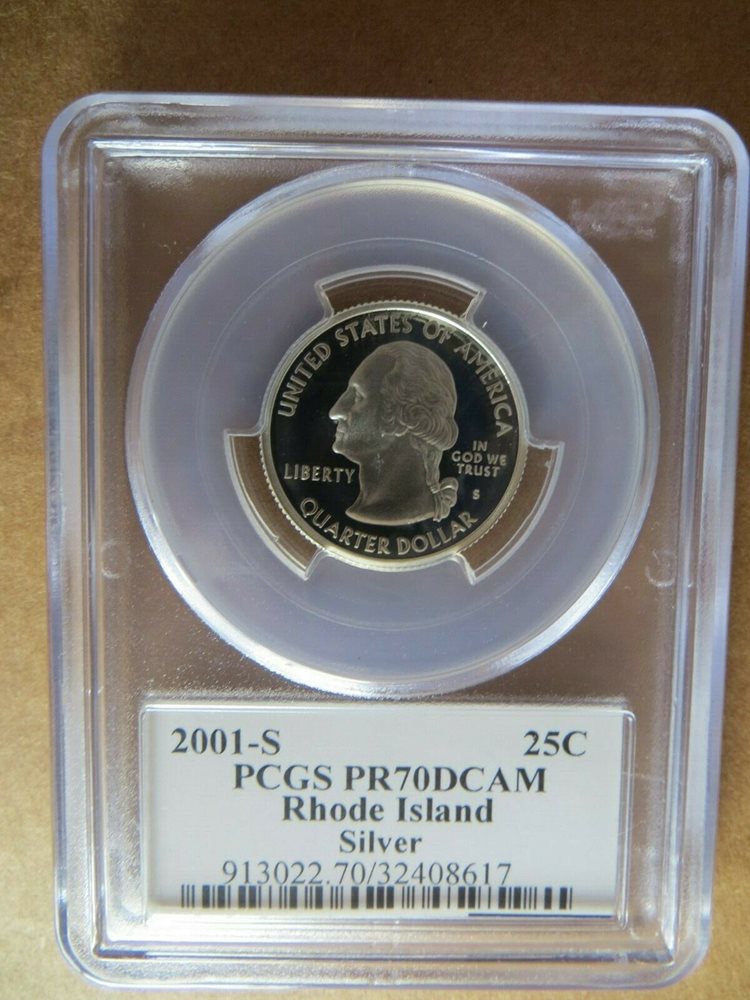 UNITED STATES OF AMERICA
LIBERTY
IN
GOD WE
TRUST
S
QUARTER DOLLAR
2001-S 25C
PCGS PR70DCAM
Rhode Island
Silver
913022.70/32408617